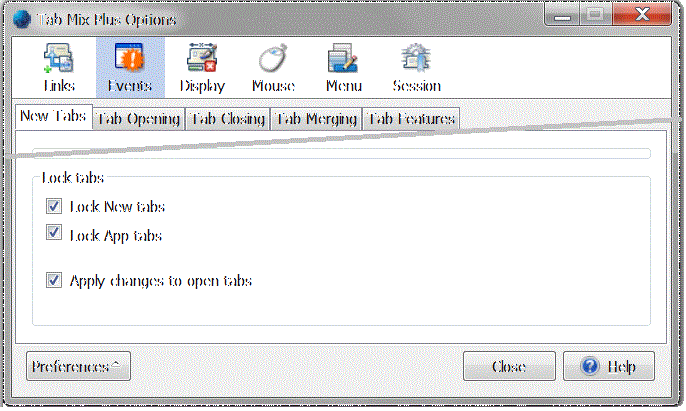 Tab Mix Plus Options
Links Events Display Mouse Menu Session
New Tabs Tab Opening Tab Closing Tab Merging Tab Features
Lock tabs
Lock New tabs
Lock App tabs
Apply changes to open tabs
Preferences^ Close Help